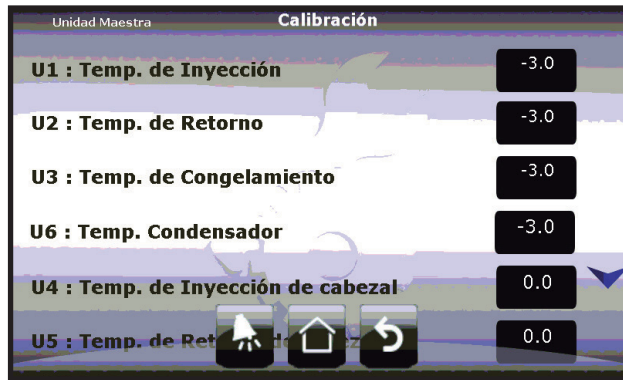 Unidad Maestra Calibración
U1 : Temp. de Inyección -3.0
U2 : Temp. de Retorno -3.0
U3 : Temp. de Congelamiento -3.0
U6 : Temp. Condensador -3.0
U4 : Temp. de Inyección de cabezal 0.0
U5 : Temp. de 0.0